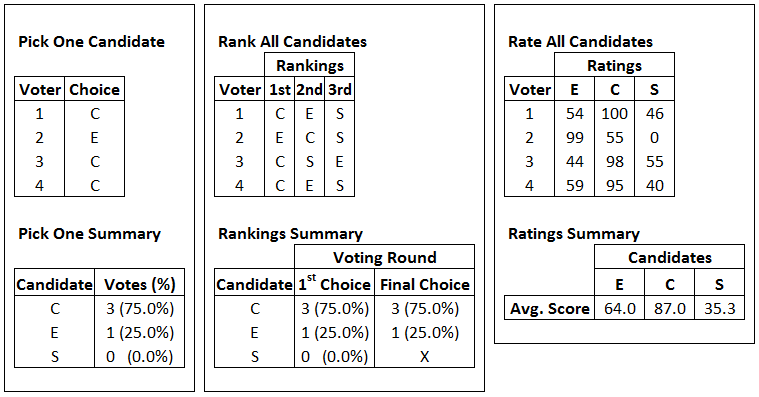 Pick One Candidate
Voter Choice
1 C
2 E
3 C
4 C
Pick One Summary
Candidate Votes (%)
C 3 (75.0%)
E 1 (25.0%)
S 0 (0.0%)
Rank All Candidates
Rankings
Voter 1st 2nd 3rd
1 C E S
2 E C S
3 C S E
4 C E S
Rankings Summary
Voting Round
Candidate 1st Choice Final Choice
C 3 (75.0%) 3 (75.0%)
E 1 (25.0%) 1 (25.0%)
S 0 (0.0%) X
Rate All Candidates
Ratings
Voter E C S
1 54 100 46
2 99 55 0
3 44 98 55
4 59 95 40
Ratings Summary
Candidates
E C S
Avg. Score 64.0 87.0 35.3